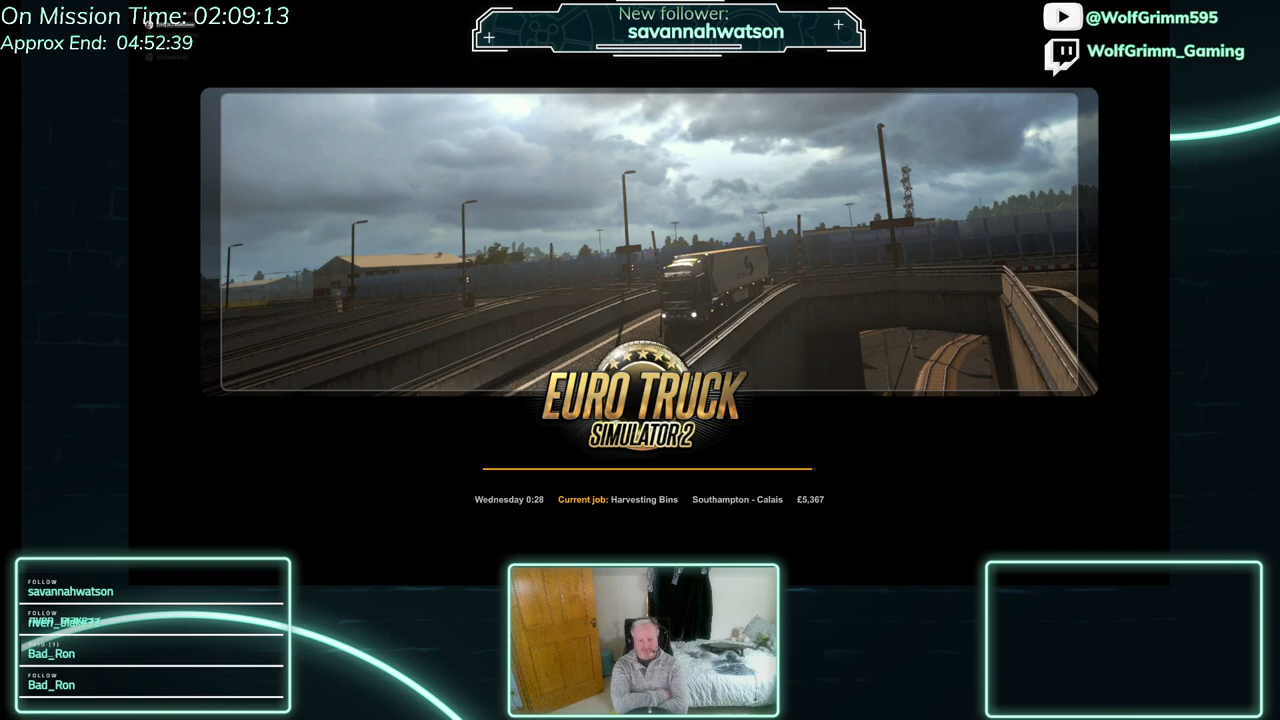 On Mission Time: 02:09:13
Approx End: 04:52:39
New follower:
savannahwatson
@WolfGrimm595
WolfGrimm_Gaming
EURO TRUCK
SIMULATOR 2
Wednesday 0:28 Current job: Harvesting Bins Southampton - Calais £5,367
FOLLOW
savannahwatson
FOLLOW
Bad_Ron
FOLLOW
Bad_Ron